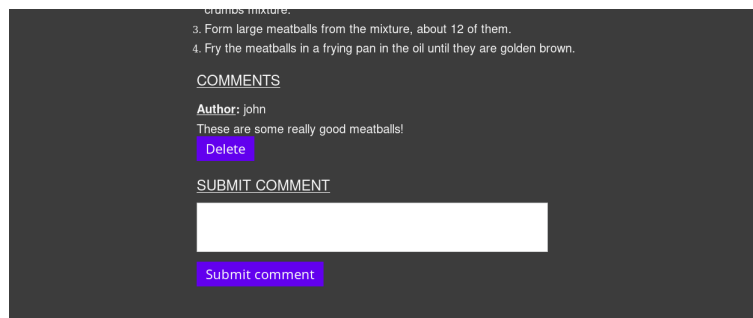 crumbs mixture.
3. Form large meatballs from the mixture, about 12 of them.
4. Fry the meatballs in a frying pan in the oil until they are golden brown.
COMMENTS
Author: john
These are some really good meatballs!
Delete
SUBMIT COMMENT
Submit comment